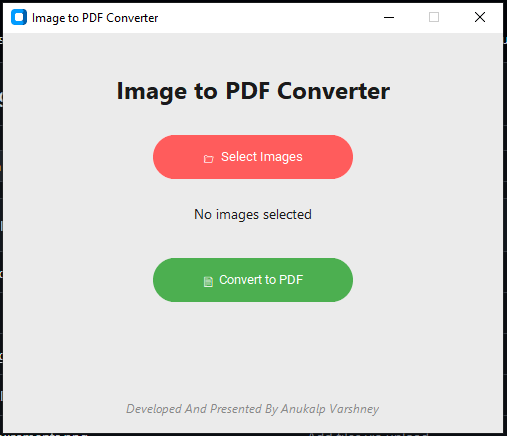 Image to PDF Converter
Image to PDF Converter
Select Images
No images selected
Convert to PDF
Developed And Presented By Anukalp Varshney